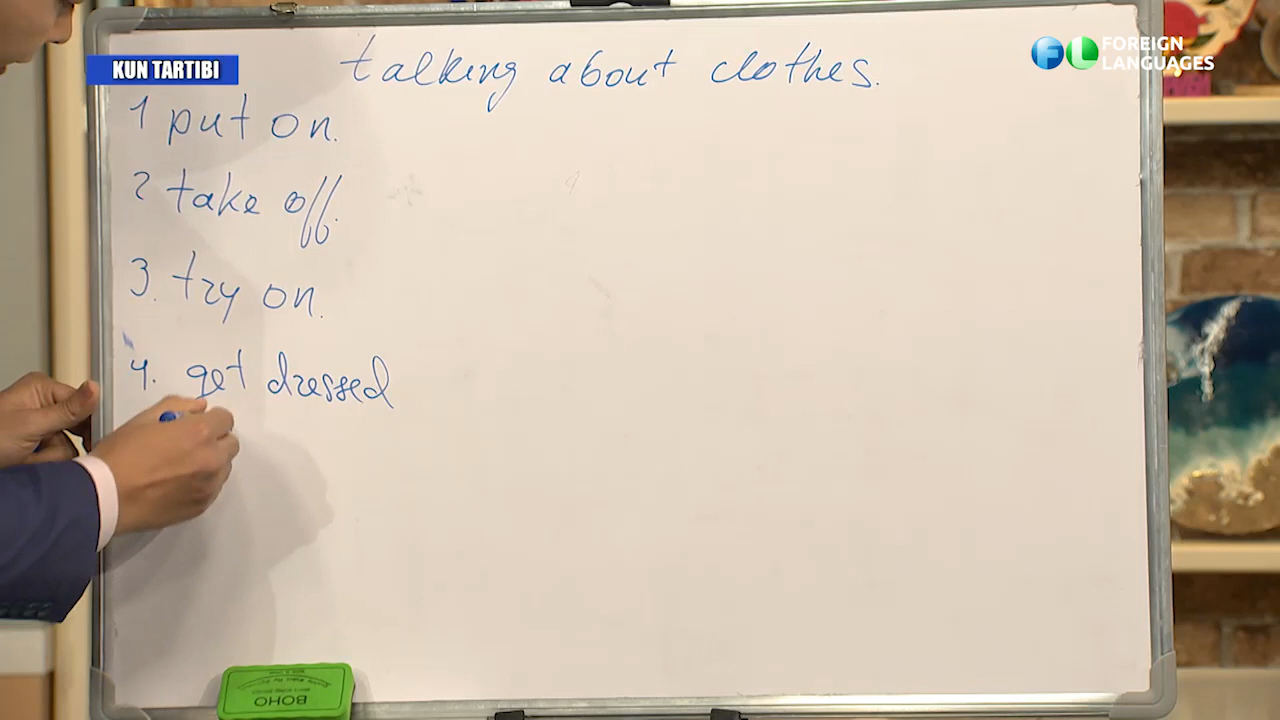 KUN TARTIBI
FL FOREIGN LANGUAGES
talking about clothes.
1 put on.
2 take off.
3. try on.
4. get dressed
BOHO